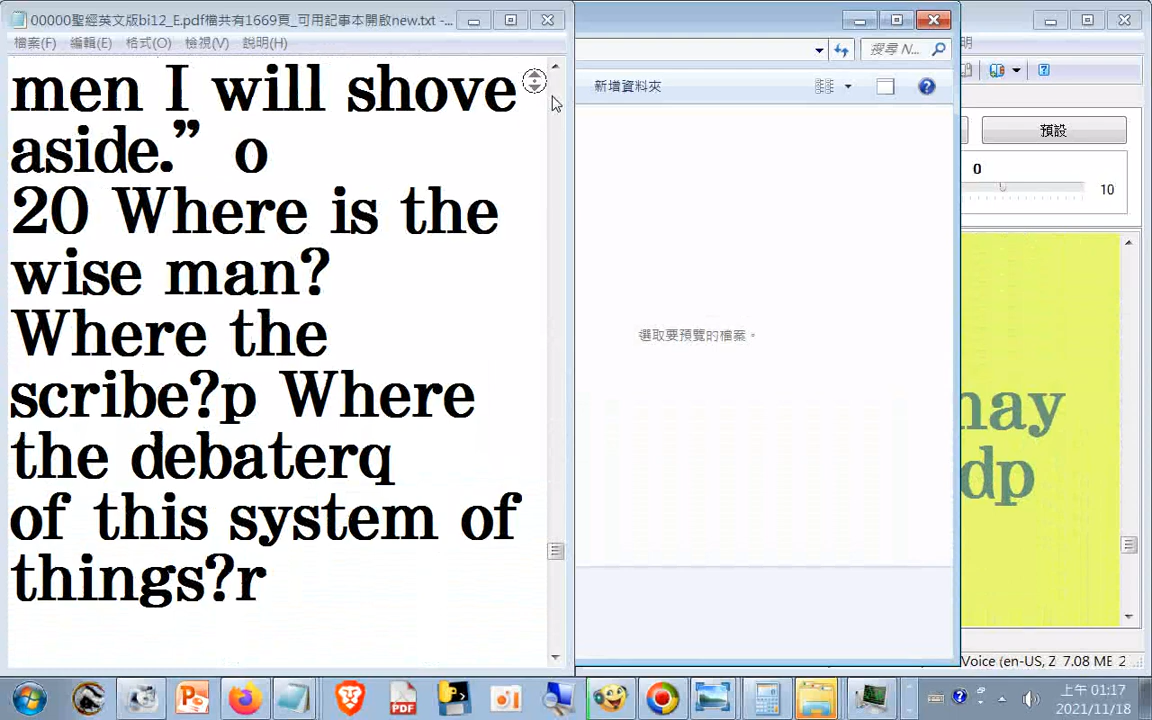 00000聖經英文版bi12_E.pdf檔共有1669頁_可用記事本開啟new.txt -...
檔案(F) 編輯(E) 格式(O) 檢視(V) 說明(H)
men I will shove
aside.” o
20 Where is the
wise man?
Where the
scribe?p Where
the debaterq
of this system of
things?r
搜尋 N...
新增資料夾
選取要預覽的檔案。
明
預設
0
10
may
dp
Voice (en-US, Z 7.08 MB 2
PDF
上午 01:17
2021/11/18